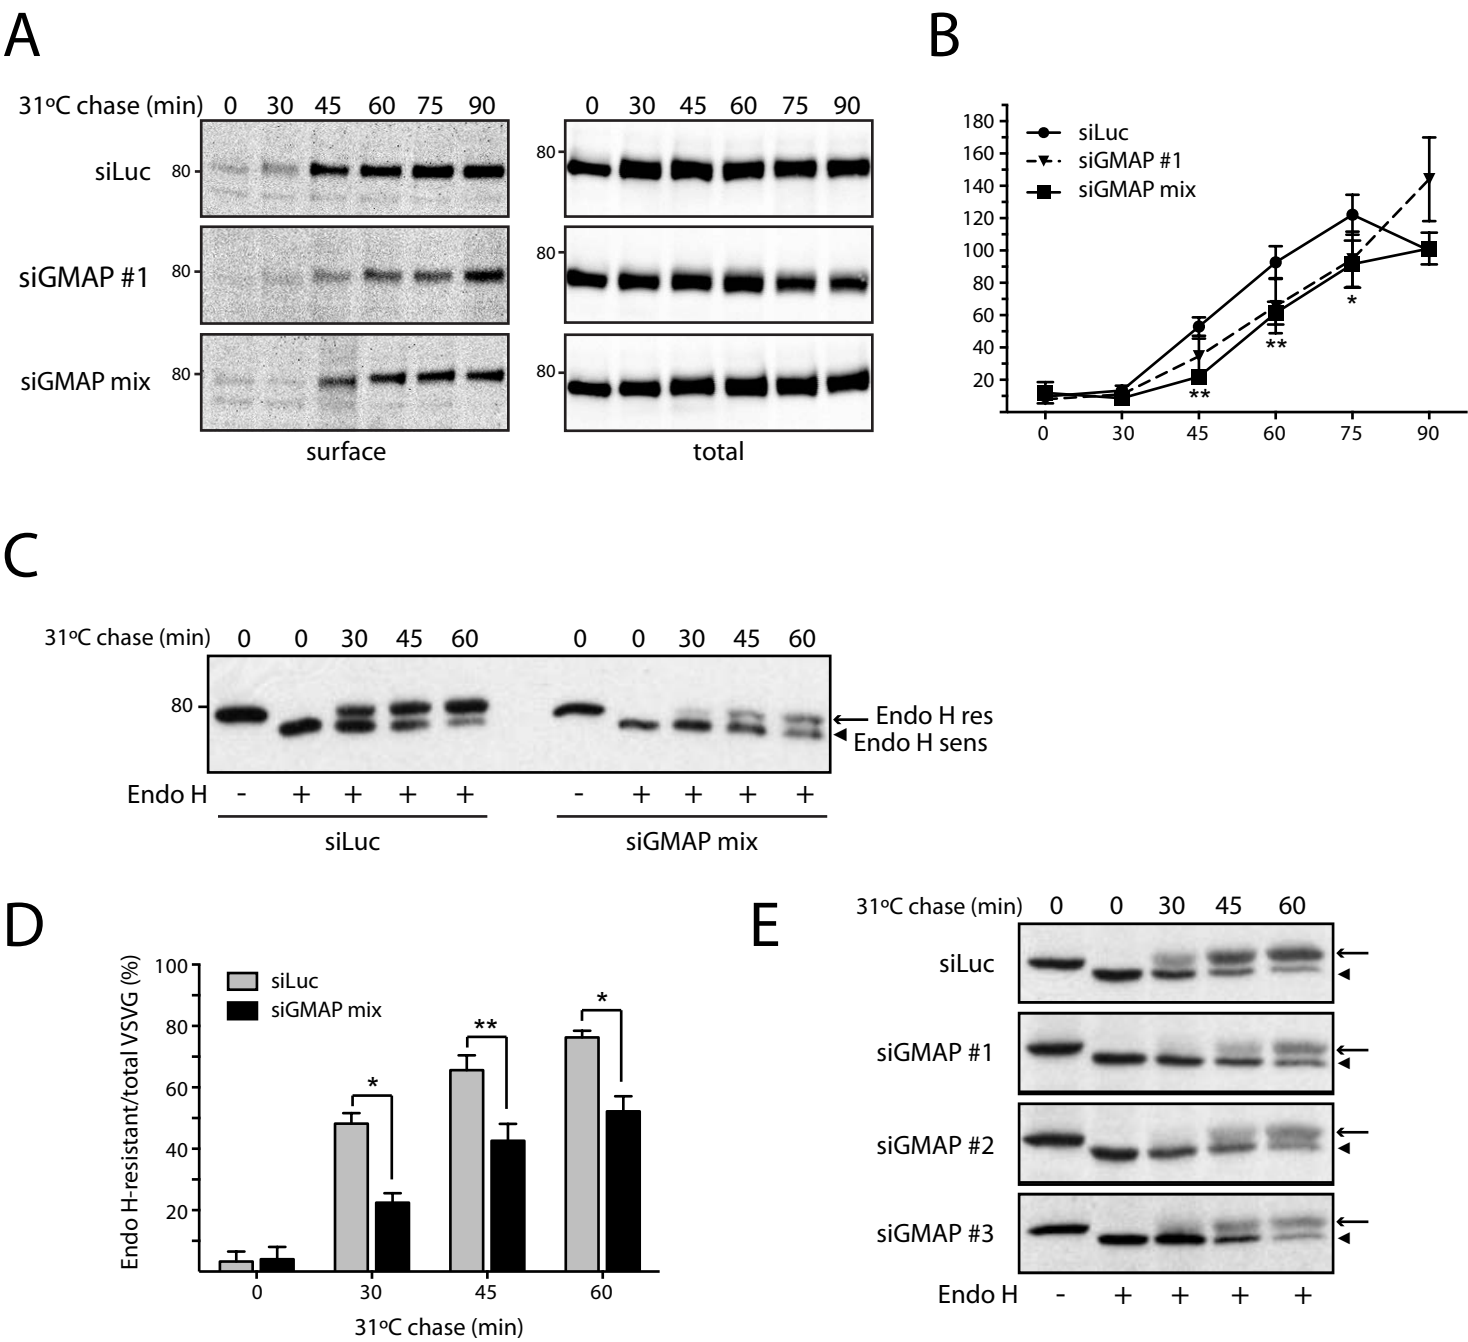 A
31ºC chase (min) 0 30 45 60 75 90 0 30 45 60 75 90
siLuc 80 80
siGMAP #1 80 80
siGMAP mix 80 80
surface total
B
180
160
140
120
100
80
60
40
20
siLuc
siGMAP #1
siGMAP mix
** ** *
0 30 45 60 75 90
C
31ºC chase (min) 0 0 30 45 60 0 0 30 45 60
80
Endo H res
Endo H sens
Endo H - + + + + - + + + +
siLuc siGMAP mix
D
Endo H-resistant/total VSVG (%)
100
80
60
40
20
siLuc
siGMAP mix
* ** *
0 30 45 60
31ºC chase (min)
E
31ºC chase (min) 0 0 30 45 60
siLuc
siGMAP #1
siGMAP #2
siGMAP #3
Endo H - + + + +